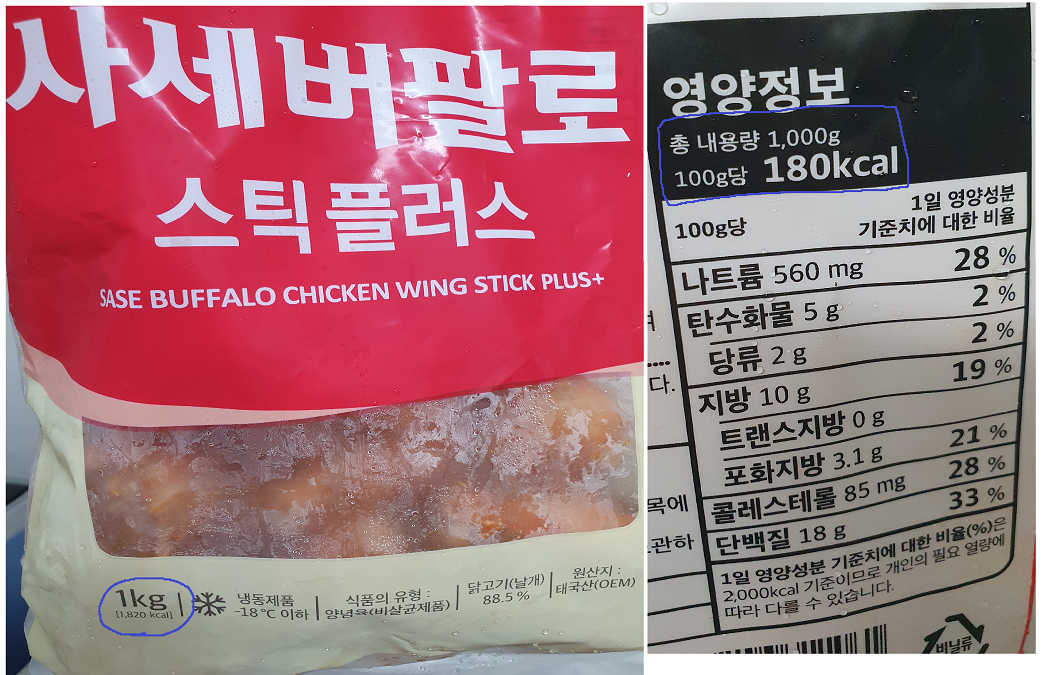 사세버팔로
스틱플러스
SASE BUFFALO CHICKEN WING STICK PLUS+
1kg
[1,820 kcal]
냉동제품
-18℃ 이하
식품의 유형 :
양념육(비살균제품)
닭고기(날개)
88.5 %
원산지 :
태국산(OEM)
영양정보
총 내용량 1,000g
100g당 180kcal
100g당
1일 영양성분
기준치에 대한 비율
나트륨 560 mg 28 %
탄수화물 5 g 2 %
당류 2 g 2 %
지방 10 g 19 %
트랜스지방 0 g
포화지방 3.1 g 21 %
콜레스테롤 85 mg 28 %
단백질 18 g 33 %
1일 영양성분 기준치에 대한 비율(%)은
2,000kcal 기준이므로 개인의 필요 열량에
따라 다를 수 있습니다.
다.
목에
관하
비닐류